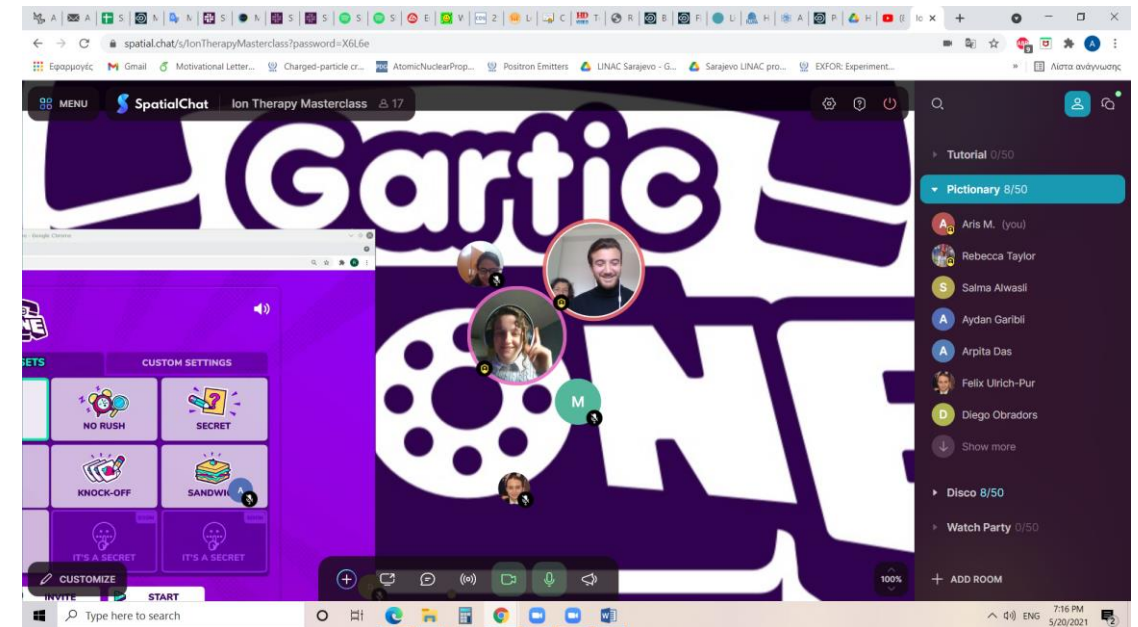 spatial.chat/s/IonTherapyMasterclass?password=X6L6e
Εφαρμογές
Gmail
Motivational Letter...
Charged-particle cr...
AtomicNuclearProp...
Positron Emitters
LINAC Sarajevo - G...
Sarajevo LINAC pro...
EXFOR: Experiment...
»
Λίστα ανάγνωσης
MENU
SpatialChat
Ion Therapy Masterclass
17
Gartic
Tutorial 0/50
Pictionary 8/50
Aris M. (you)
Rebecca Taylor
Salma Alwasli
Aydan Garibli
Arpita Das
Felix Ulrich-Pur
Diego Obradors
Show more
Disco 8/50
Watch Party 0/50
+ ADD ROOM
- Google Chrome
CUSTOM SETTINGS
NO RUSH
SECRET
KNOCK-OFF
IT'S A SECRET
IT'S A SECRET
INVITE
START
M
CUSTOMIZE
100%
Type here to search
ENG
7:16 PM
5/20/2021